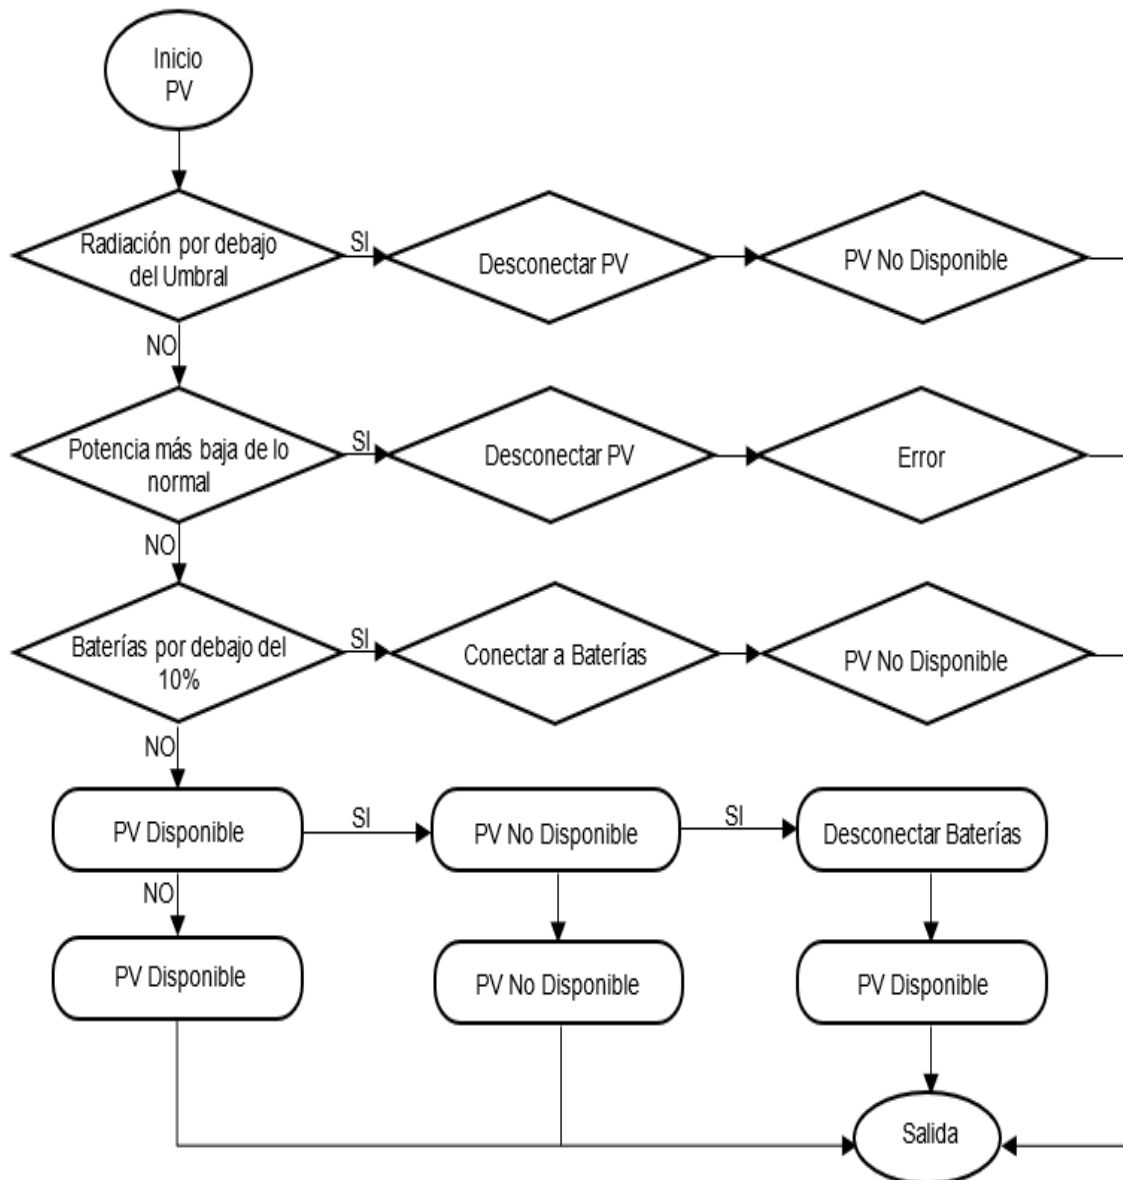 Inicio
PV
Radiación por debajo
del Umbral
SI
Desconectar PV
PV No Disponible
NO
Potencia más baja de lo
normal
SI
Desconectar PV
Error
NO
Baterías por debajo del
10%
SI
Conectar a Baterías
PV No Disponible
NO
PV Disponible
SI
PV No Disponible
SI
Desconectar Baterías
NO
PV Disponible
PV No Disponible
PV Disponible
Salida